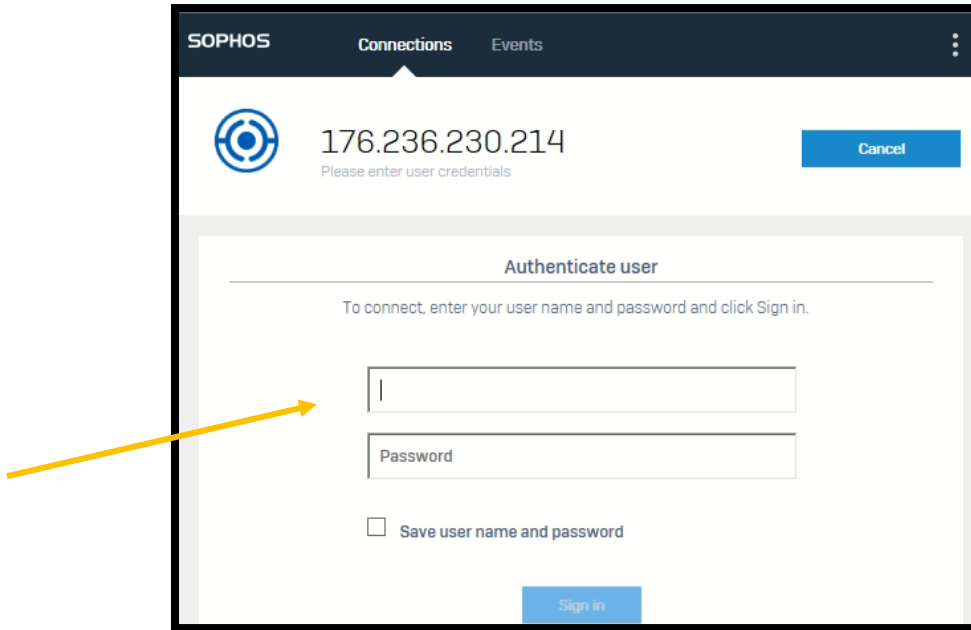 SOPHOS Connections Events
176.236.230.214
Please enter user credentials
Cancel
Authenticate user
To connect, enter your user name and password and click Sign in.
Password
Save user name and password
Sign in